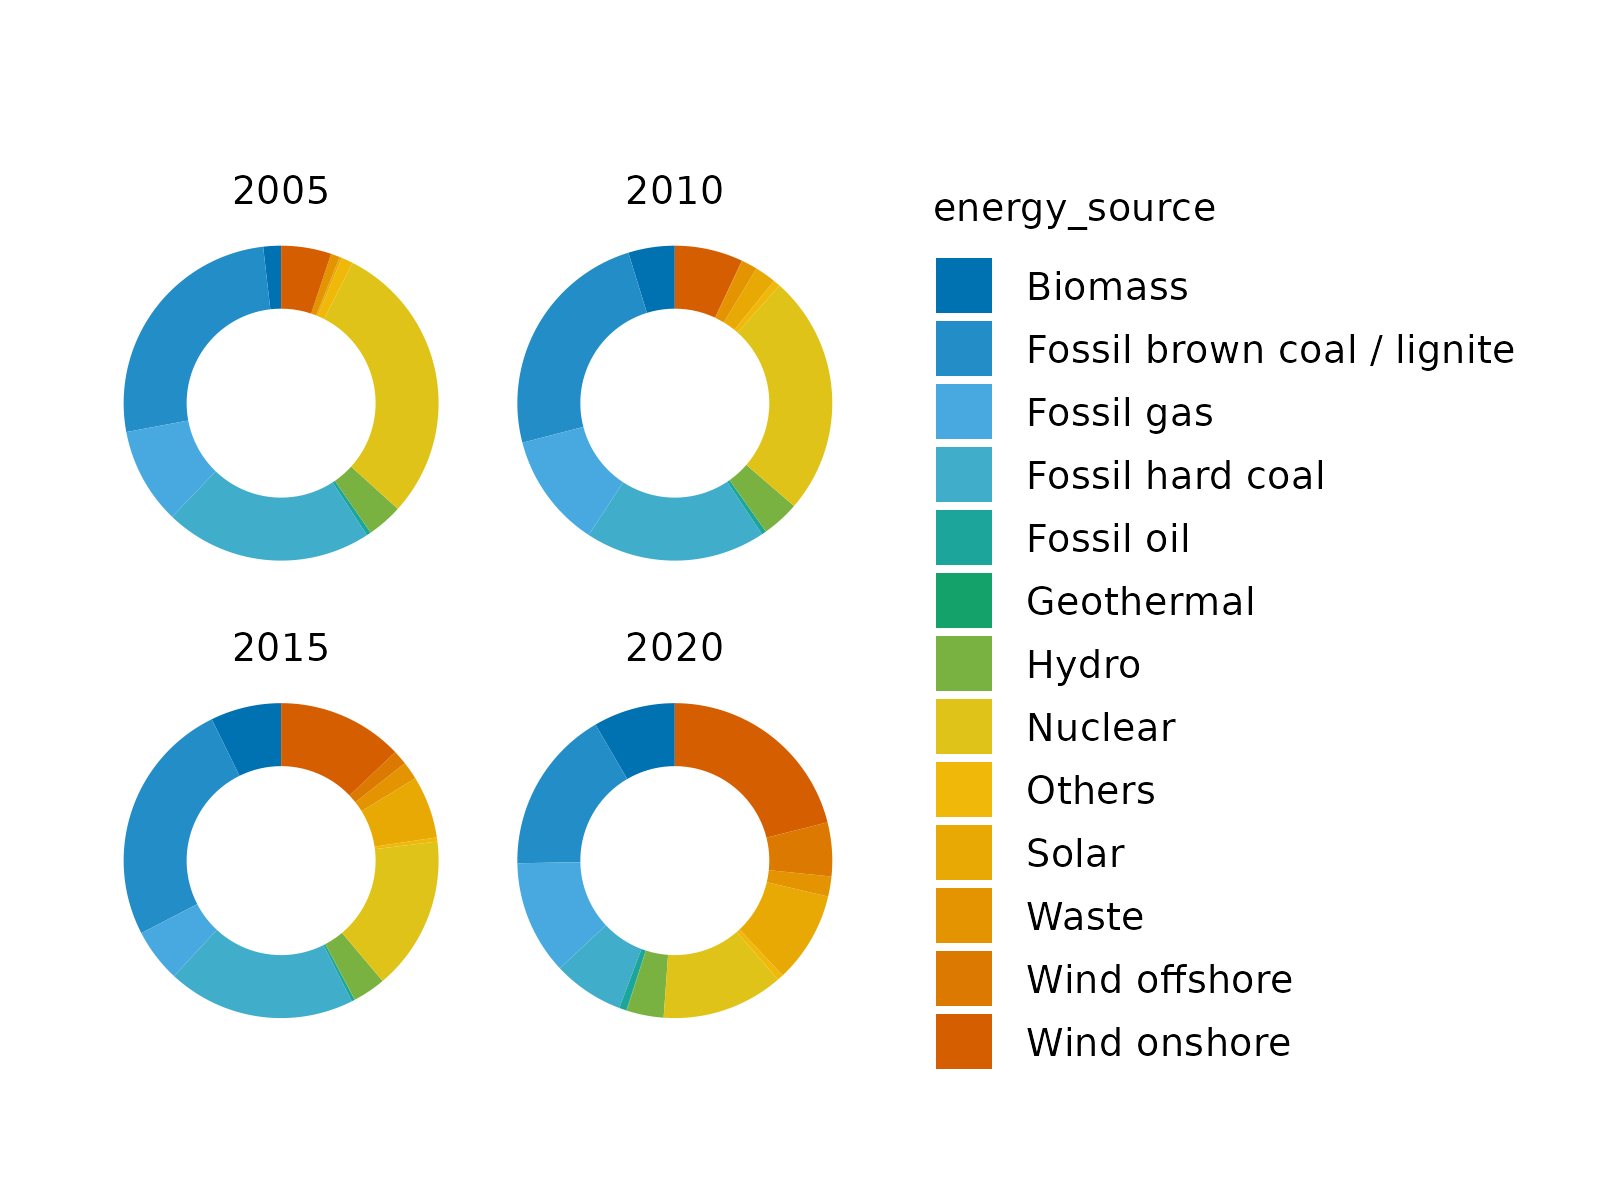 2005
2010
2015
2020
energy_source
Biomass
Fossil brown coal / lignite
Fossil gas
Fossil hard coal
Fossil oil
Geothermal
Hydro
Nuclear
Others
Solar
Waste
Wind offshore
Wind onshore